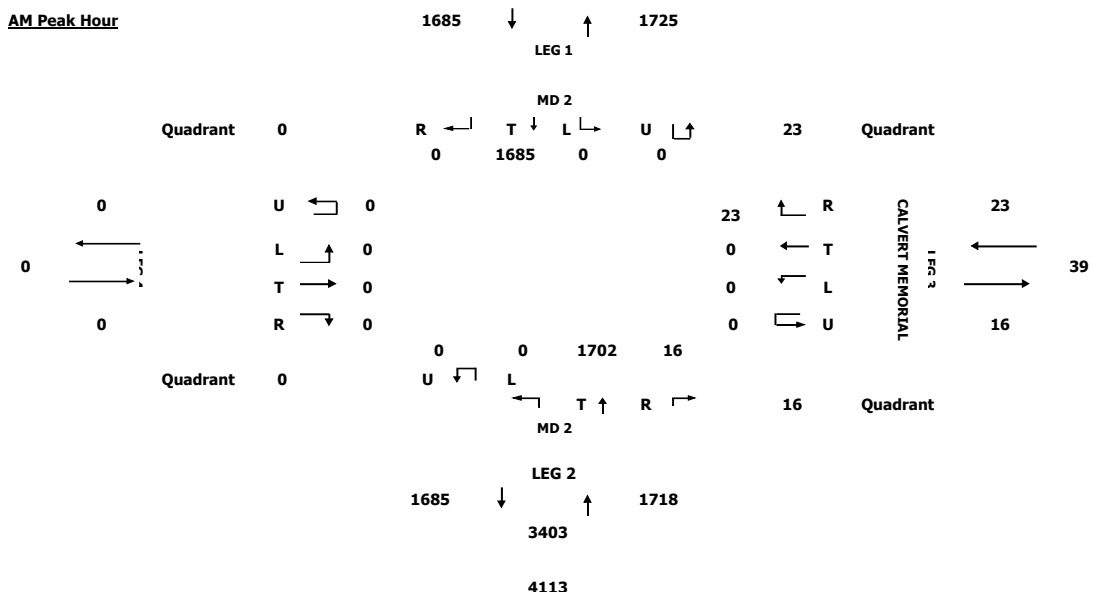 AM Peak Hour
1685 1725
LEG 1
MD 2
Quadrant 0 R T L U 23 Quadrant
0 1685 0 0
0 U 0 23 R 23
L 0 0 T
0 39
T 0 0 L
0 R 0 0 U 16
CALVERT MEMORIAL
LEG 3
0 0 1702 16
Quadrant 0 U L
T R 16 Quadrant
MD 2
LEG 2
1685 1718
3403
4113